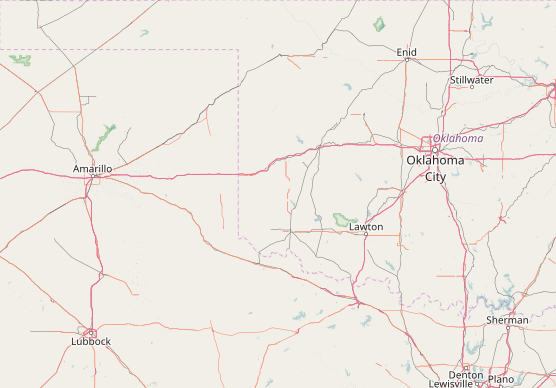 Enid
Stillwater
Oklahoma
Oklahoma
City
Amarillo
Lawton
Sherman
Lubbock
Denton
Lewisville
Plano